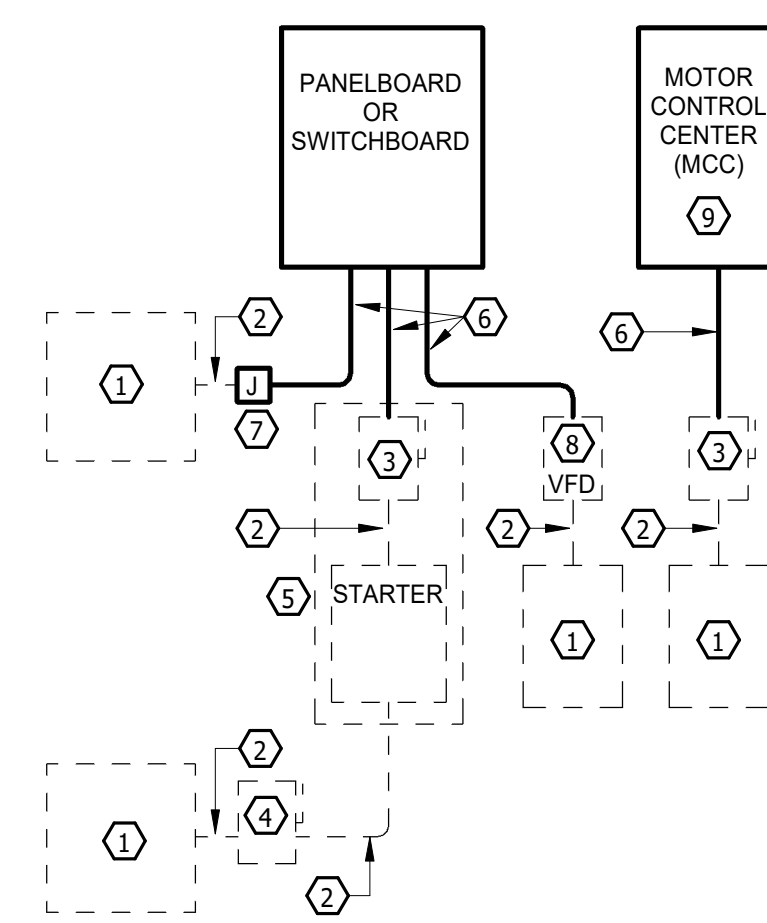 PANELBOARD
OR
SWITCHBOARD
MOTOR
CONTROL
CENTER
(MCC)
9
2
6
6
1
J
7
3
8
3
VFD
2
2
2
5
STARTER
1
1
2
4
1
2